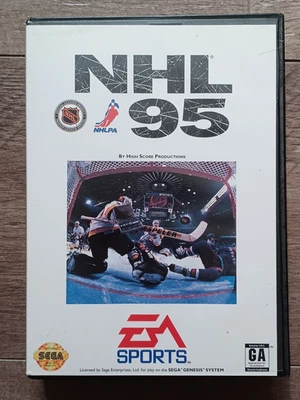 NHL
95
NHLPA
BY HIGH SCORE PRODUCTIONS
EA
SPORTS
SEGA
GA
Licensed by Sega Enterprises, Ltd. for play on the SEGA GENESIS SYSTEM